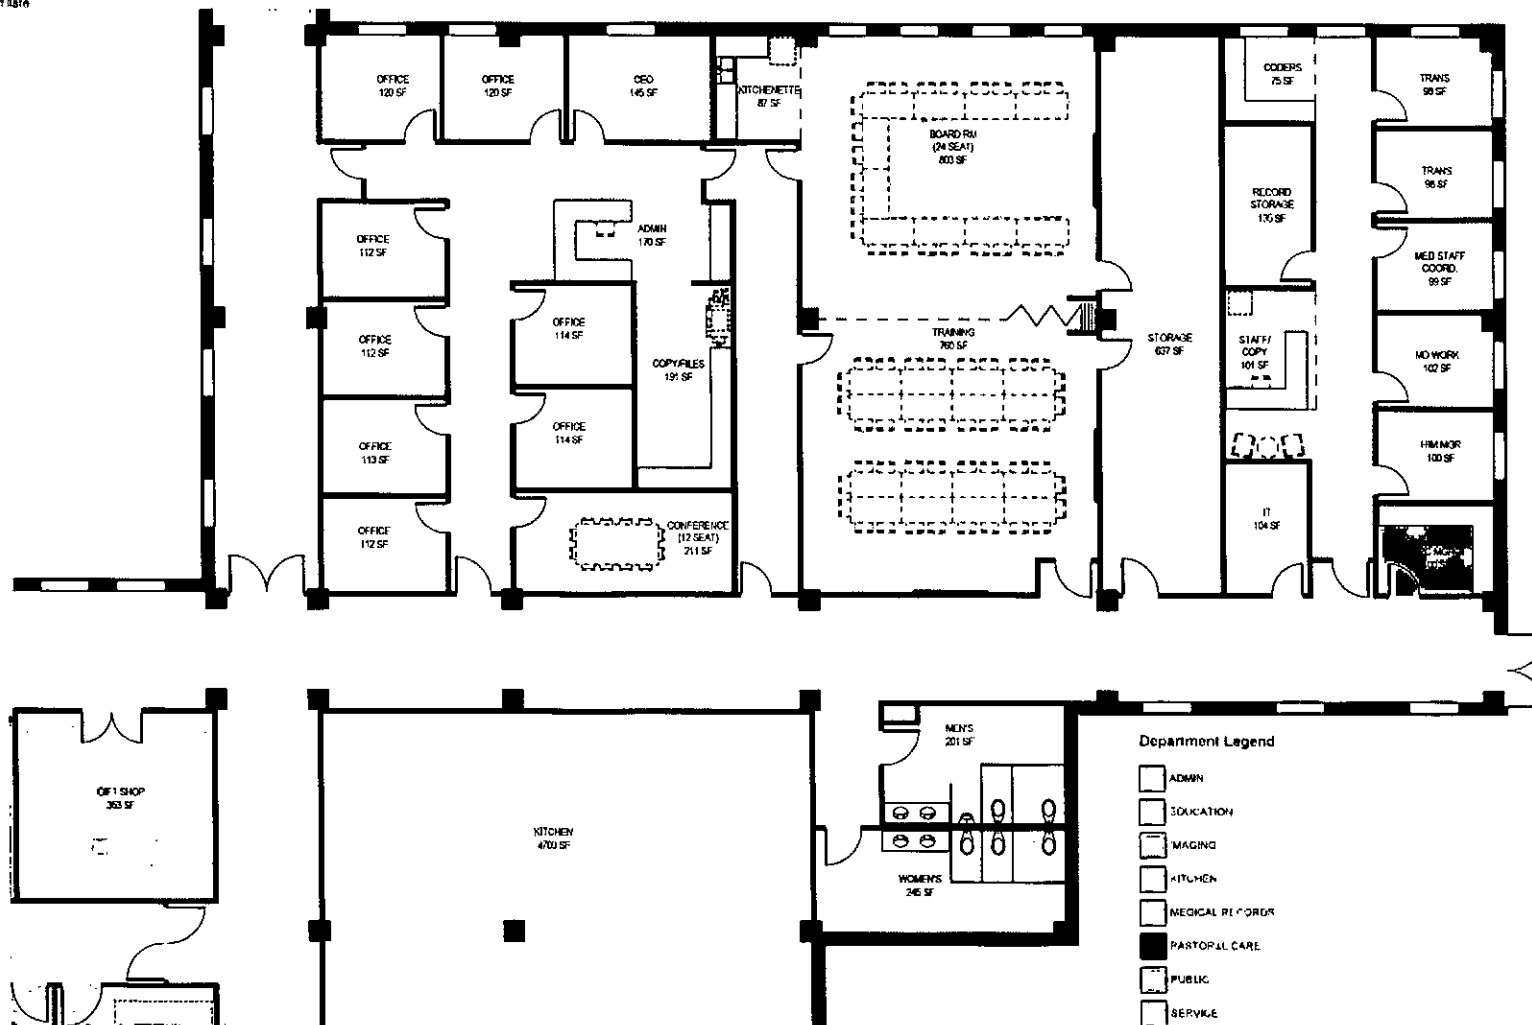 OFFICE
120 SF
OFFICE
120 SF
CEO
145 SF
KITCHENETTE
87 SF
BOARD RM
(24 SEAT)
803 SF
CODERS
75 SF
TRANS
98 SF
TRANS
98 SF
RECORD
STORAGE
135 SF
MED STAFF
COORD.
99 SF
OFFICE
112 SF
ADMIN
170 SF
OFFICE
112 SF
OFFICE
114 SF
COPY/FILES
191 SF
TRAINING
760 SF
STORAGE
637 SF
STAFF/
COPY
101 SF
MD WORK
102 SF
OFFICE
113 SF
OFFICE
114 SF
HIM MGR
100 SF
OFFICE
112 SF
CONFERENCE
(12 SEAT)
211 SF
IT
104 SF
GIFT SHOP
363 SF
KITCHEN
4700 SF
MEN'S
201 SF
WOMEN'S
245 SF
Department Legend
ADMIN
EDUCATION
IMAGING
KITCHEN
MEDICAL RECORDS
PASTORAL CARE
PUBLIC
SERVICE